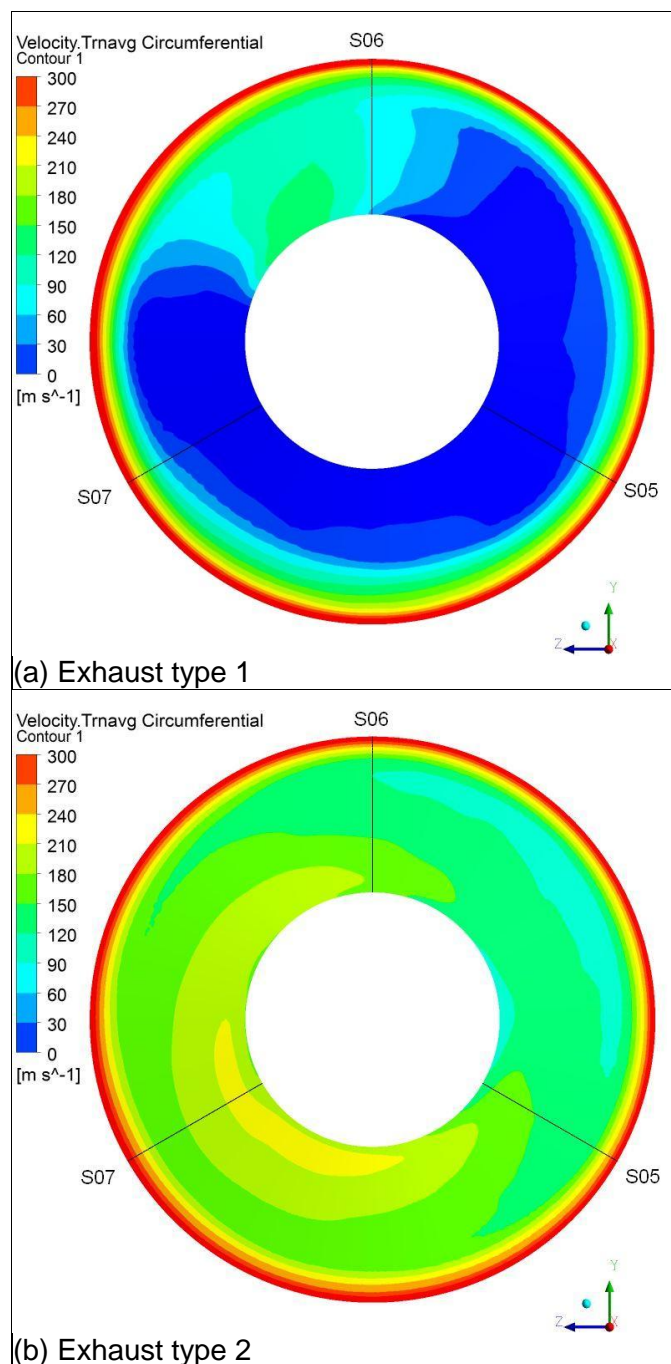 Velocity.Trnavg Circumferential
Contour 1
S06
300
270
240
210
180
150
120
90
60
30
0
[m s^-1]
S07
S05
Y
Z
X
(a) Exhaust type 1
Velocity.Trnavg Circumferential
Contour 1
S06
300
270
240
210
180
150
120
90
60
30
0
[m s^-1]
S07
S05
Y
Z
X
(b) Exhaust type 2